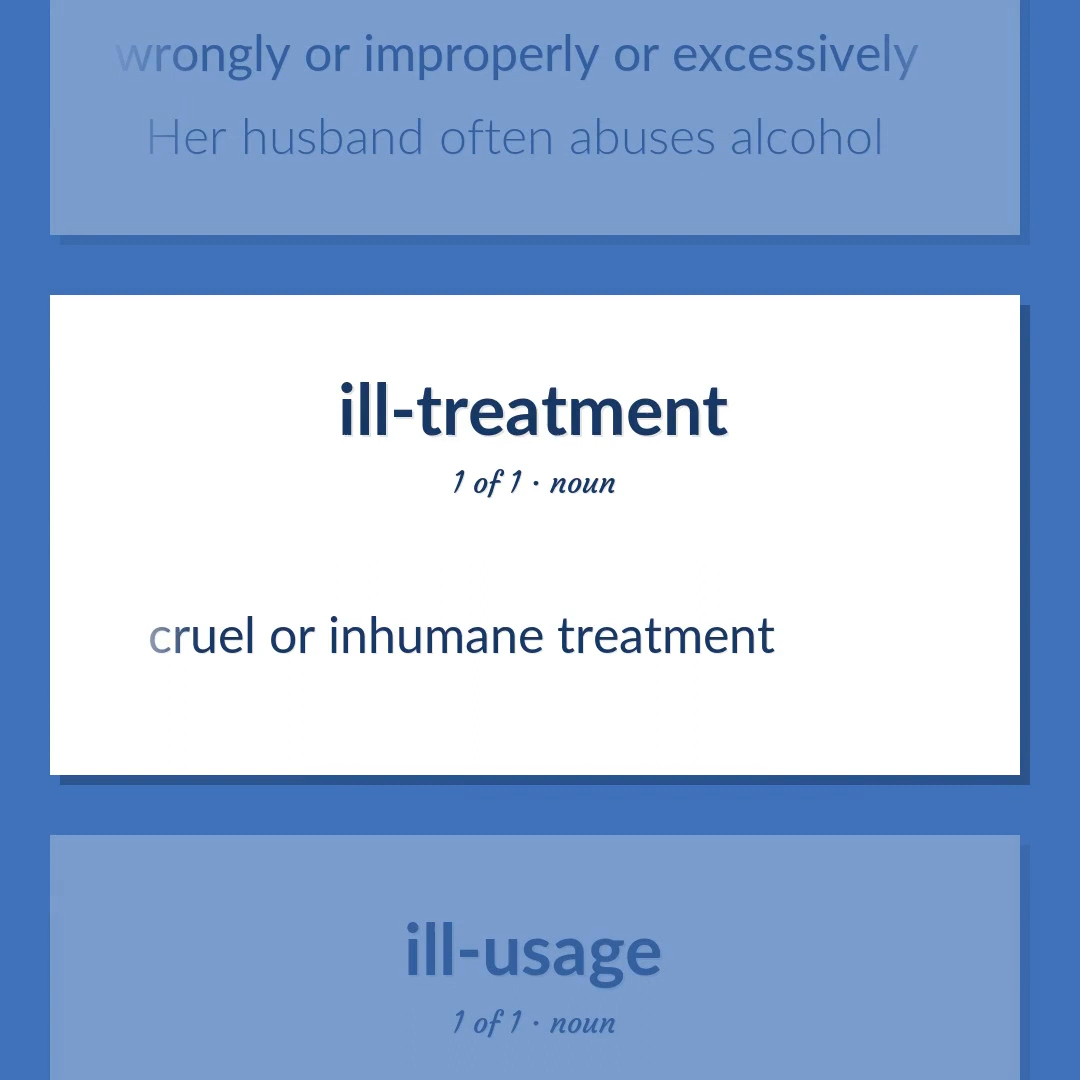 wrongly or improperly or excessively
Her husband often abuses alcohol
ill-treatment
1 of 1 · noun
cruel or inhumane treatment
ill-usage
1 of 1 · noun